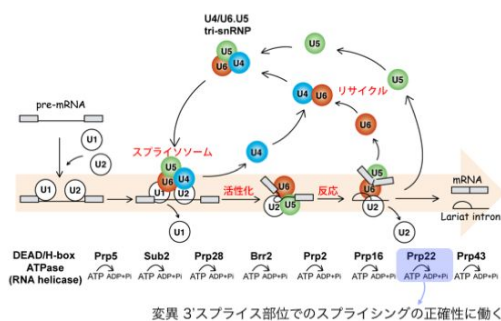 U4/U6.U5
tri-snRNP
U5
U5
U6
U4
U5
U4
U6
リサイクル
pre-mRNA
U1
U2
スプライソソーム
U5
U6
U4
U1
U2
U4
U6
U5
mRNA
U1
U2
活性化
U6
U2
U5
反応
U6
U2
Lariat intron
U1
U2
DEAD/H-box
ATPase
(RNA helicase)
Prp5
Sub2
Prp28
Brr2
Prp2
Prp16
Prp22
Prp43
ATP ADP+Pi
ATP ADP+Pi
ATP ADP+Pi
ATP ADP+Pi
ATP ADP+Pi
ATP ADP+Pi
ATP ADP+Pi
ATP ADP+Pi
変異 3'スプライス部位でのスプライシングの正確性に働く